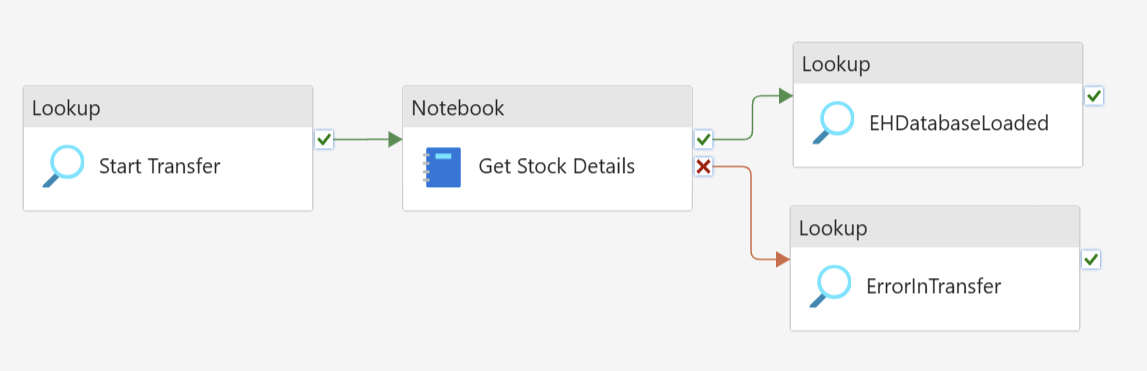 Lookup
Start Transfer
Notebook
Get Stock Details
Lookup
EHDatabaseLoaded
Lookup
ErrorInTransfer